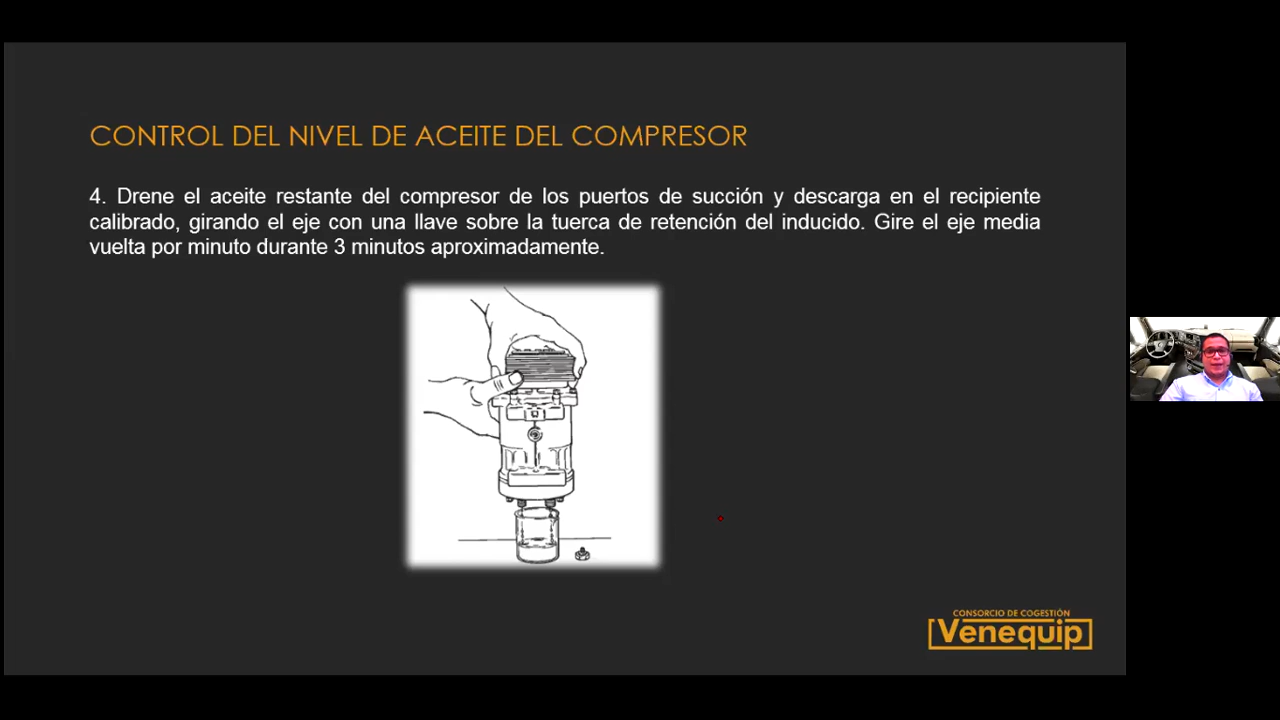 CONTROL DEL NIVEL DE ACEITE DEL COMPRESOR
4. Drene el aceite restante del compresor de los puertos de succión y descarga en el recipiente
calibrado, girando el eje con una llave sobre la tuerca de retención del inducido. Gire el eje media
vuelta por minuto durante 3 minutos aproximadamente.
CONSORCIO DE COGESTIÓN
Venequip